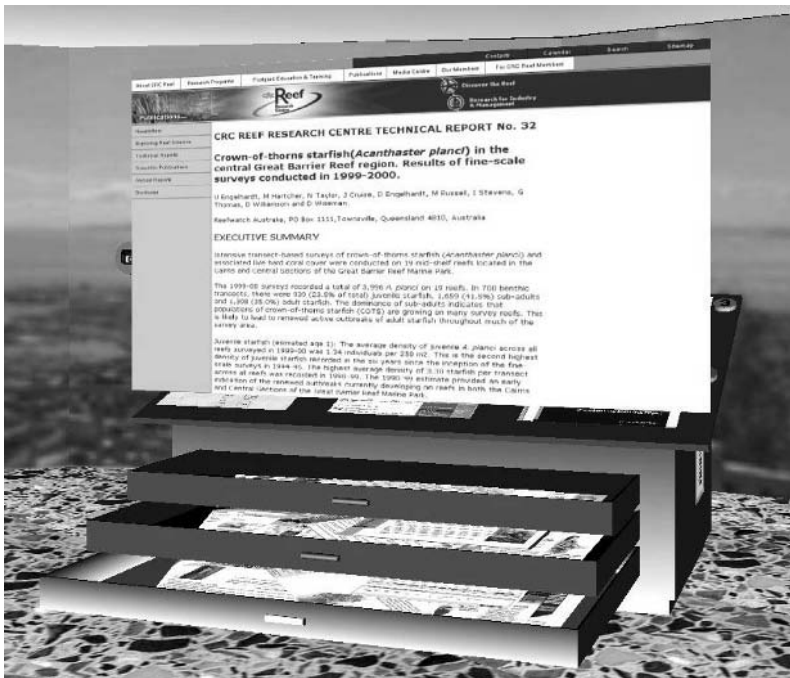 Contacts Calendar Search SiteMap
About CRC Reef Research Programs Publications Media Centre Our Members For CRC Reef Members
Discover the Reef
CRC Reef Research Centre
Research for Industry & Management
Publications
Newsletter
Exploring Reef Science
Technical Reports
Scientific Publications
Annual Reports
Brochures
CRC REEF RESEARCH CENTRE TECHNICAL REPORT No. 32
Crown-of-thorns starfish(Acanthaster planci) in the
central Great Barrier Reef region. Results of fine-scale
surveys conducted in 1999-2000.
U Engelhardt, M Hartcher, N Taylor, J Cruise, D Engelhardt, M Russell, I Stevens, G
Thomas, D Williamson and D Wiseman
Reefwatch Australia, PO Box 1111,Townsville, Queensland 4810, Australia
EXECUTIVE SUMMARY
Intensive transect-based surveys of crown-of-thorns starfish (Acanthaster planci) and
associated live hard coral cover were conducted on 19 mid-shelf reefs located in the
Cairns and Central Sections of the Great Barrier Reef Marine Park.
The 1999-00 surveys recorded a total of 3,996 A. planci on 19 reefs. In 700 benthic
transects, there were 939 (23.5% of total) juvenile starfish, 1,659 (41.5%) sub-adults
and 1,398 (35.0%) adult starfish. The dominance of sub-adults indicates that
populations of crown-of-thorns starfish (COTS) are growing on many survey reefs. This
is likely to lead to renewed active outbreaks of adult starfish throughout much of the
survey area.
Juvenile starfish (estimated age 1): The average density of juvenile A. planci across all
reefs surveyed in 1999-00 was 1.34 individuals per 250 m2. This is the second highest
density of juvenile starfish recorded in the six years since the inception of the fine-
scale surveys in 1994-95. The highest average density of 3.30 starfish per transect
across all reefs was recorded in 1998-99. The 1998-99 estimate provided an early
indication of the renewed outbreaks currently developing on reefs in both the Cairns
and Central Sections of the Great Barrier Reef Marine Park.